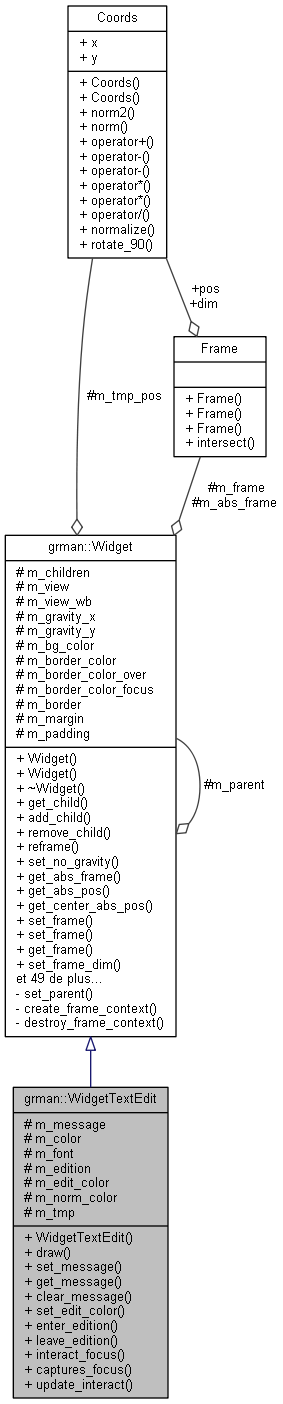 Coords
+ x
+ y
+ Coords()
+ Coords()
+ norm2()
+ norm()
+ operator+()
+ operator-()
+ operator-()
+ operator*()
+ operator*()
+ operator/()
+ normalize()
+ rotate_90()
+pos
+dim
Frame
+ Frame()
+ Frame()
+ Frame()
+ intersect()
#m_tmp_pos
#m_frame
#m_abs_frame
grman::Widget
# m_children
# m_view
# m_view_wb
# m_gravity_x
# m_gravity_y
# m_bg_color
# m_border_color
# m_border_color_over
# m_border_color_focus
# m_border
# m_margin
# m_padding
+ Widget()
+ Widget()
+ ~Widget()
+ get_child()
+ add_child()
+ remove_child()
+ reframe()
+ set_no_gravity()
+ get_abs_frame()
+ get_abs_pos()
+ get_center_abs_pos()
+ set_frame()
+ set_frame()
+ get_frame()
+ set_frame_dim()
et 49 de plus...
- set_parent()
- create_frame_context()
- destroy_frame_context()
#m_parent
grman::WidgetTextEdit
# m_message
# m_color
# m_font
# m_edition
# m_edit_color
# m_norm_color
# m_tmp
+ WidgetTextEdit()
+ draw()
+ set_message()
+ get_message()
+ clear_message()
+ set_edit_color()
+ enter_edition()
+ leave_edition()
+ interact_focus()
+ captures_focus()
+ update_interact()